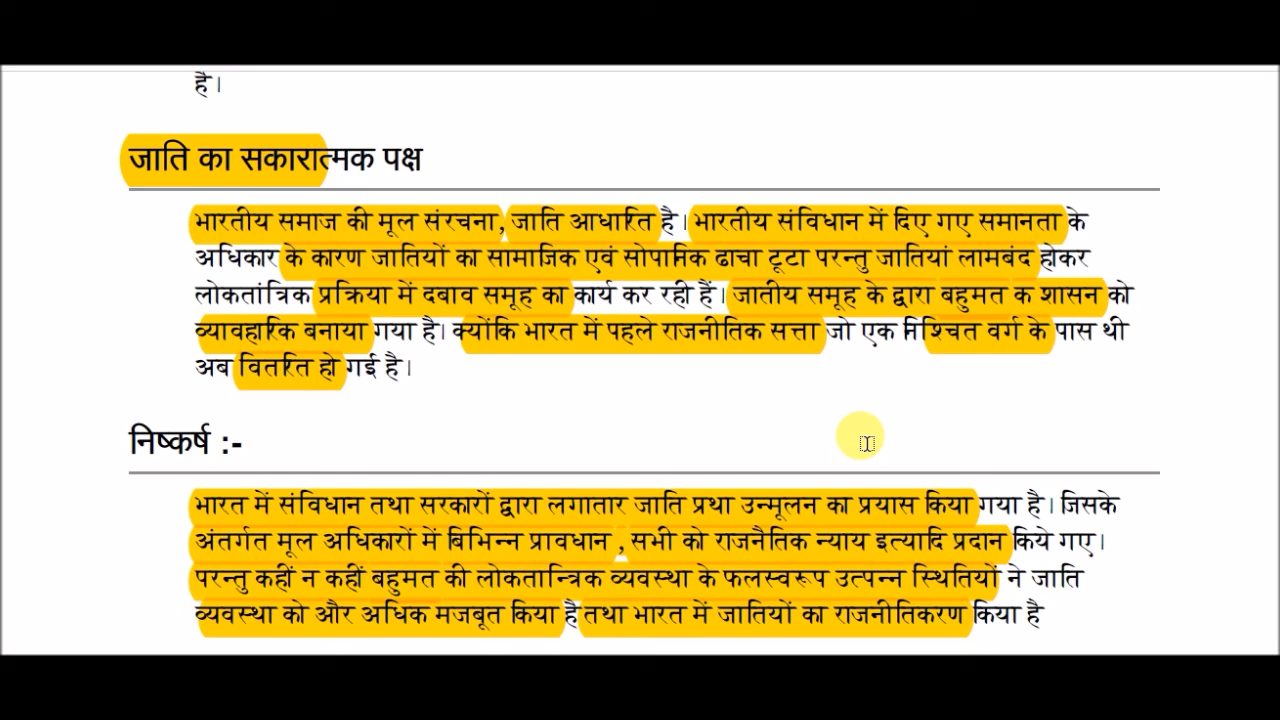 है।
जाति का सकारात्मक पक्ष
भारतीय समाज की मूल संरचना, जाति आधारित है। भारतीय संविधान में दिए गए समानता के
अधिकार के कारण जातियों का सामाजिक एवं सोपानिक ढाचा टूटा परन्तु जातियां लामबंद होकर
लोकतांत्रिक प्रक्रिया में दबाव समूह का कार्य कर रही हैं। जातीय समूह के द्वारा बहुमत क शासन को
व्यावहारिक बनाया गया है। क्योंकि भारत में पहले राजनीतिक सत्ता जो एक निश्चित वर्ग के पास थी
अब वितरित हो गई है।
निष्कर्ष :-
भारत में संविधान तथा सरकारों द्वारा लगातार जाति प्रथा उन्मूलन का प्रयास किया गया है। जिसके
अंतर्गत मूल अधिकारों में बिभिन्न प्रावधान , सभी को राजनैतिक न्याय इत्यादि प्रदान किये गए।
परन्तु कहीं न कहीं बहुमत की लोकतान्त्रिक व्यवस्था के फलस्वरूप उत्पन्न स्थितियों ने जाति
व्यवस्था को और अधिक मजबूत किया है तथा भारत में जातियों का राजनीतिकरण किया है